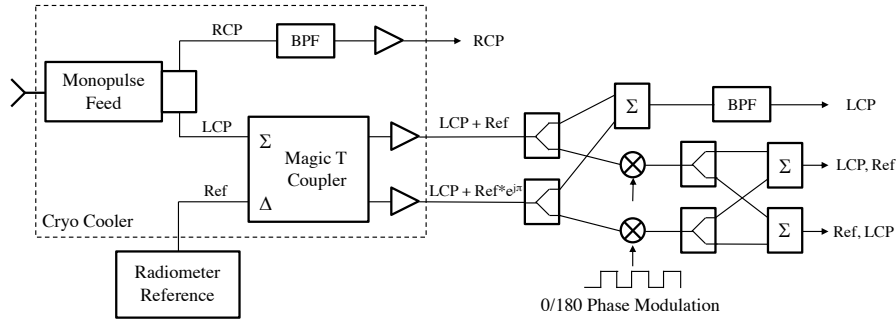 RCP
BPF
RCP
Monopulse
Feed
LCP
Σ
Magic T
Coupler
Ref
Δ
Cryo Cooler
Radiometer
Reference
LCP + Ref
LCP + Ref*e^jπ
Σ
BPF
LCP
Σ
LCP, Ref
Σ
Ref, LCP
0/180 Phase Modulation